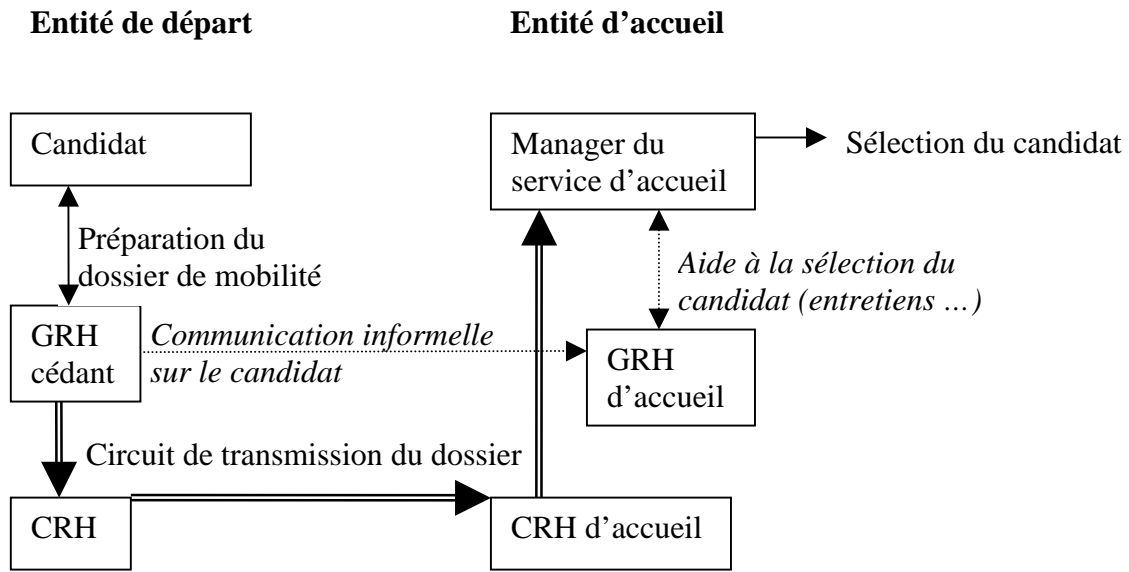 Entité de départ
Entité d’accueil
Candidat
Manager du
service d’accueil
Sélection du candidat
Préparation du
dossier de mobilité
Aide à la sélection du
candidat (entretiens …)
GRH
cédant
Communication informelle
sur le candidat
GRH
d’accueil
Circuit de transmission du dossier
CRH
CRH d’accueil